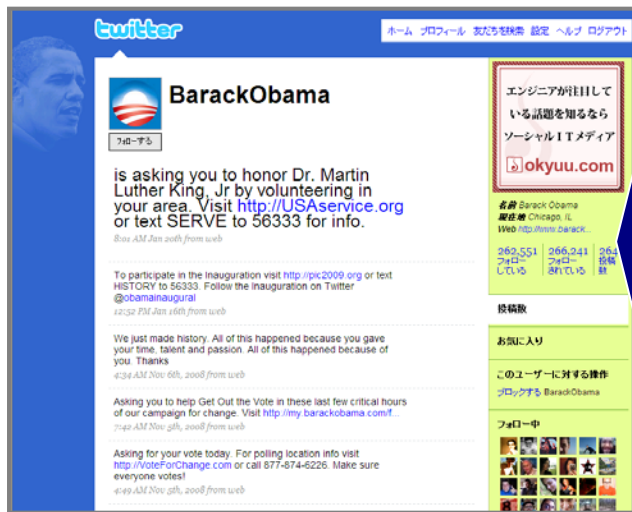 twitter
ホーム プロフィール 友だちを検索 設定 ヘルプ ログアウト
BarackObama
フォローする
is asking you to honor Dr. Martin
Luther King, Jr by volunteering in
your area. Visit http://USAservice.org
or text SERVE to 56333 for info.
8:01 AM Jan 20th from web
To participate in the Inauguration visit http://pic2009.org or text
HISTORY to 56333. Follow the Inauguration on Twitter
@obamainaugural
12:52 PM Jan 16th from web
We just made history. All of this happened because you gave
your time, talent and passion. All of this happened because of
you. Thanks
4:34 AM Nov 6th, 2008 from web
Asking you to help Get Out the Vote in these last few critical hours
of our campaign for change. Visit http://my.barackobama.com/f...
7:42 AM Nov 5th, 2008 from web
Asking for your vote today. For polling location info visit
http://VoteForChange.com or call 877-874-6226. Make sure
everyone votes!
4:49 AM Nov 5th, 2008 from web
エンジニアが注目して
いる話題を知るなら
ソーシャルITメディア
okyuu.com
名前 Barack Obama
現在地 Chicago, IL
Web http://www.barack...
262,551 266,241 264
フォロー フォロー 投稿
している されている 数
投稿数
お気に入り
このユーザーに対する操作
ブロックする BarackObama
フォロー中